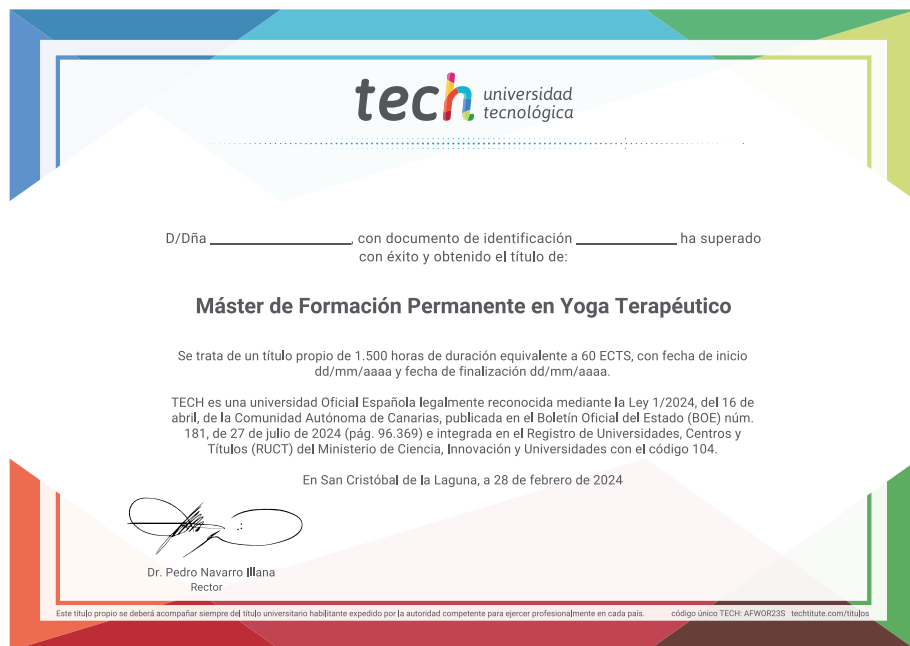 tech universidad
tecnológica
D/Dña ________________, con documento de identificación ____________ ha superado
con éxito y obtenido el título de:
Máster de Formación Permanente en Yoga Terapéutico
Se trata de un título propio de 1.500 horas de duración equivalente a 60 ECTS, con fecha de inicio
dd/mm/aaaa y fecha de finalización dd/mm/aaaa.
TECH es una universidad Oficial Española legalmente reconocida mediante la Ley 1/2024, del 16 de
abril, de la Comunidad Autónoma de Canarias, publicada en el Boletín Oficial del Estado (BOE) núm.
181, de 27 de julio de 2024 (pág. 96.369) e integrada en el Registro de Universidades, Centros y
Títulos (RUCT) del Ministerio de Ciencia, Innovación y Universidades con el código 104.
En San Cristóbal de la Laguna, a 28 de febrero de 2024
Dr. Pedro Navarro Illana
Rector
Este título propio se deberá acompañar siempre del título universitario habilitante expedido por la autoridad competente para ejercer profesionalmente en cada país. código único TECH: AFWOR23S techtitute.com/titulos